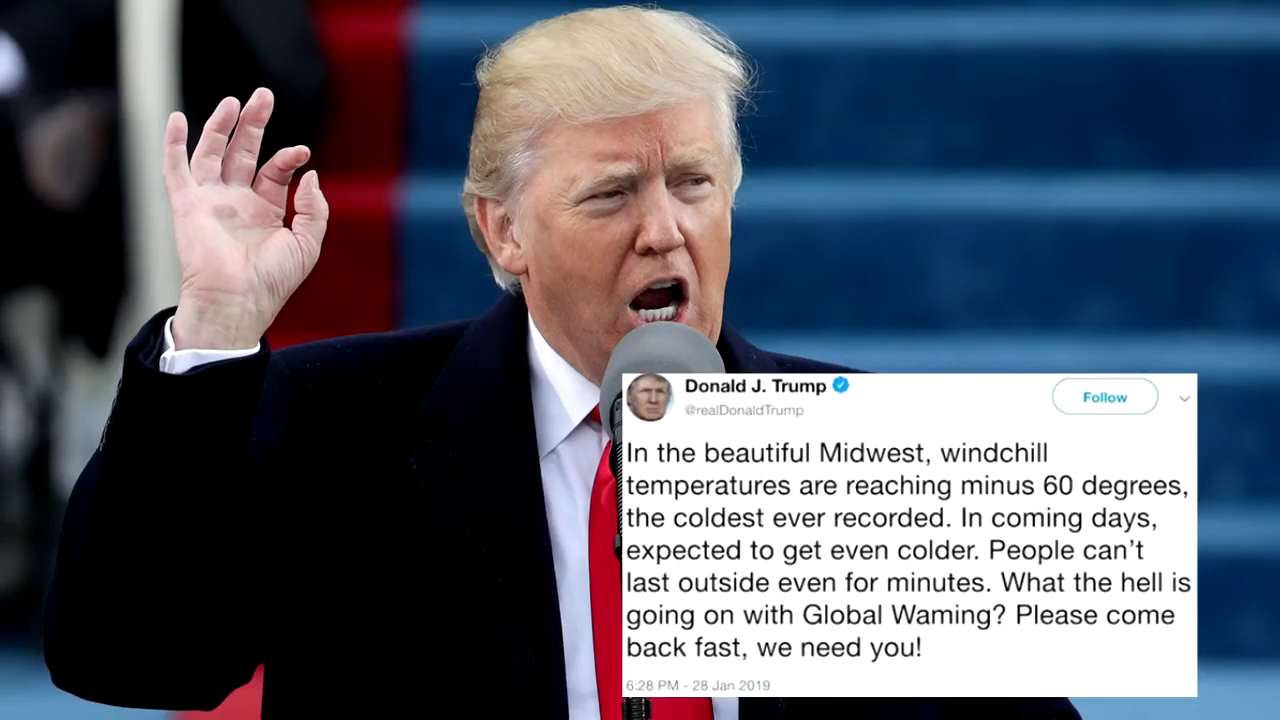 Donald J. Trump
Follow
@realDonaldTrump
In the beautiful Midwest, windchill
temperatures are reaching minus 60 degrees,
the coldest ever recorded. In coming days,
expected to get even colder. People can't
last outside even for minutes. What the hell is
going on with Global Waming? Please come
back fast, we need you!
6:28 PM - 28 Jan 2019